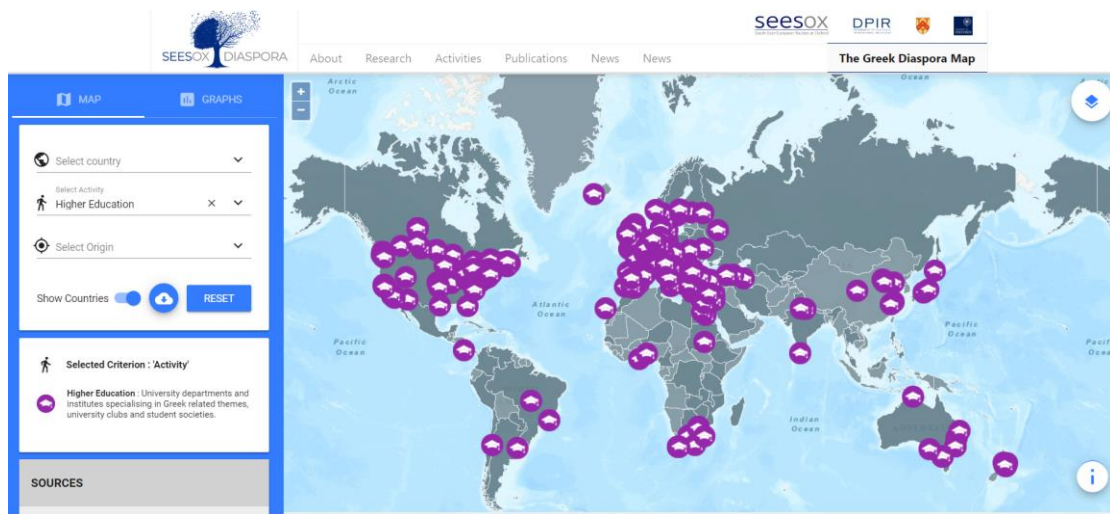 SEESOX DIASPORA
About
Research
Activities
Publications
News
News
seesox
DPIR
The Greek Diaspora Map
MAP
GRAPHS
Select country
Select Activity
Higher Education
Select Origin
Show Countries
RESET
Selected Criterion : 'Activity'
Higher Education : University departments and
institutes specialising in Greek related themes,
university clubs and student societies.
SOURCES
+
-
Arctic
Ocean
Ocean
Atlantic
Ocean
Pacific
Ocean
Pacific
Ocean
Indian
Ocean